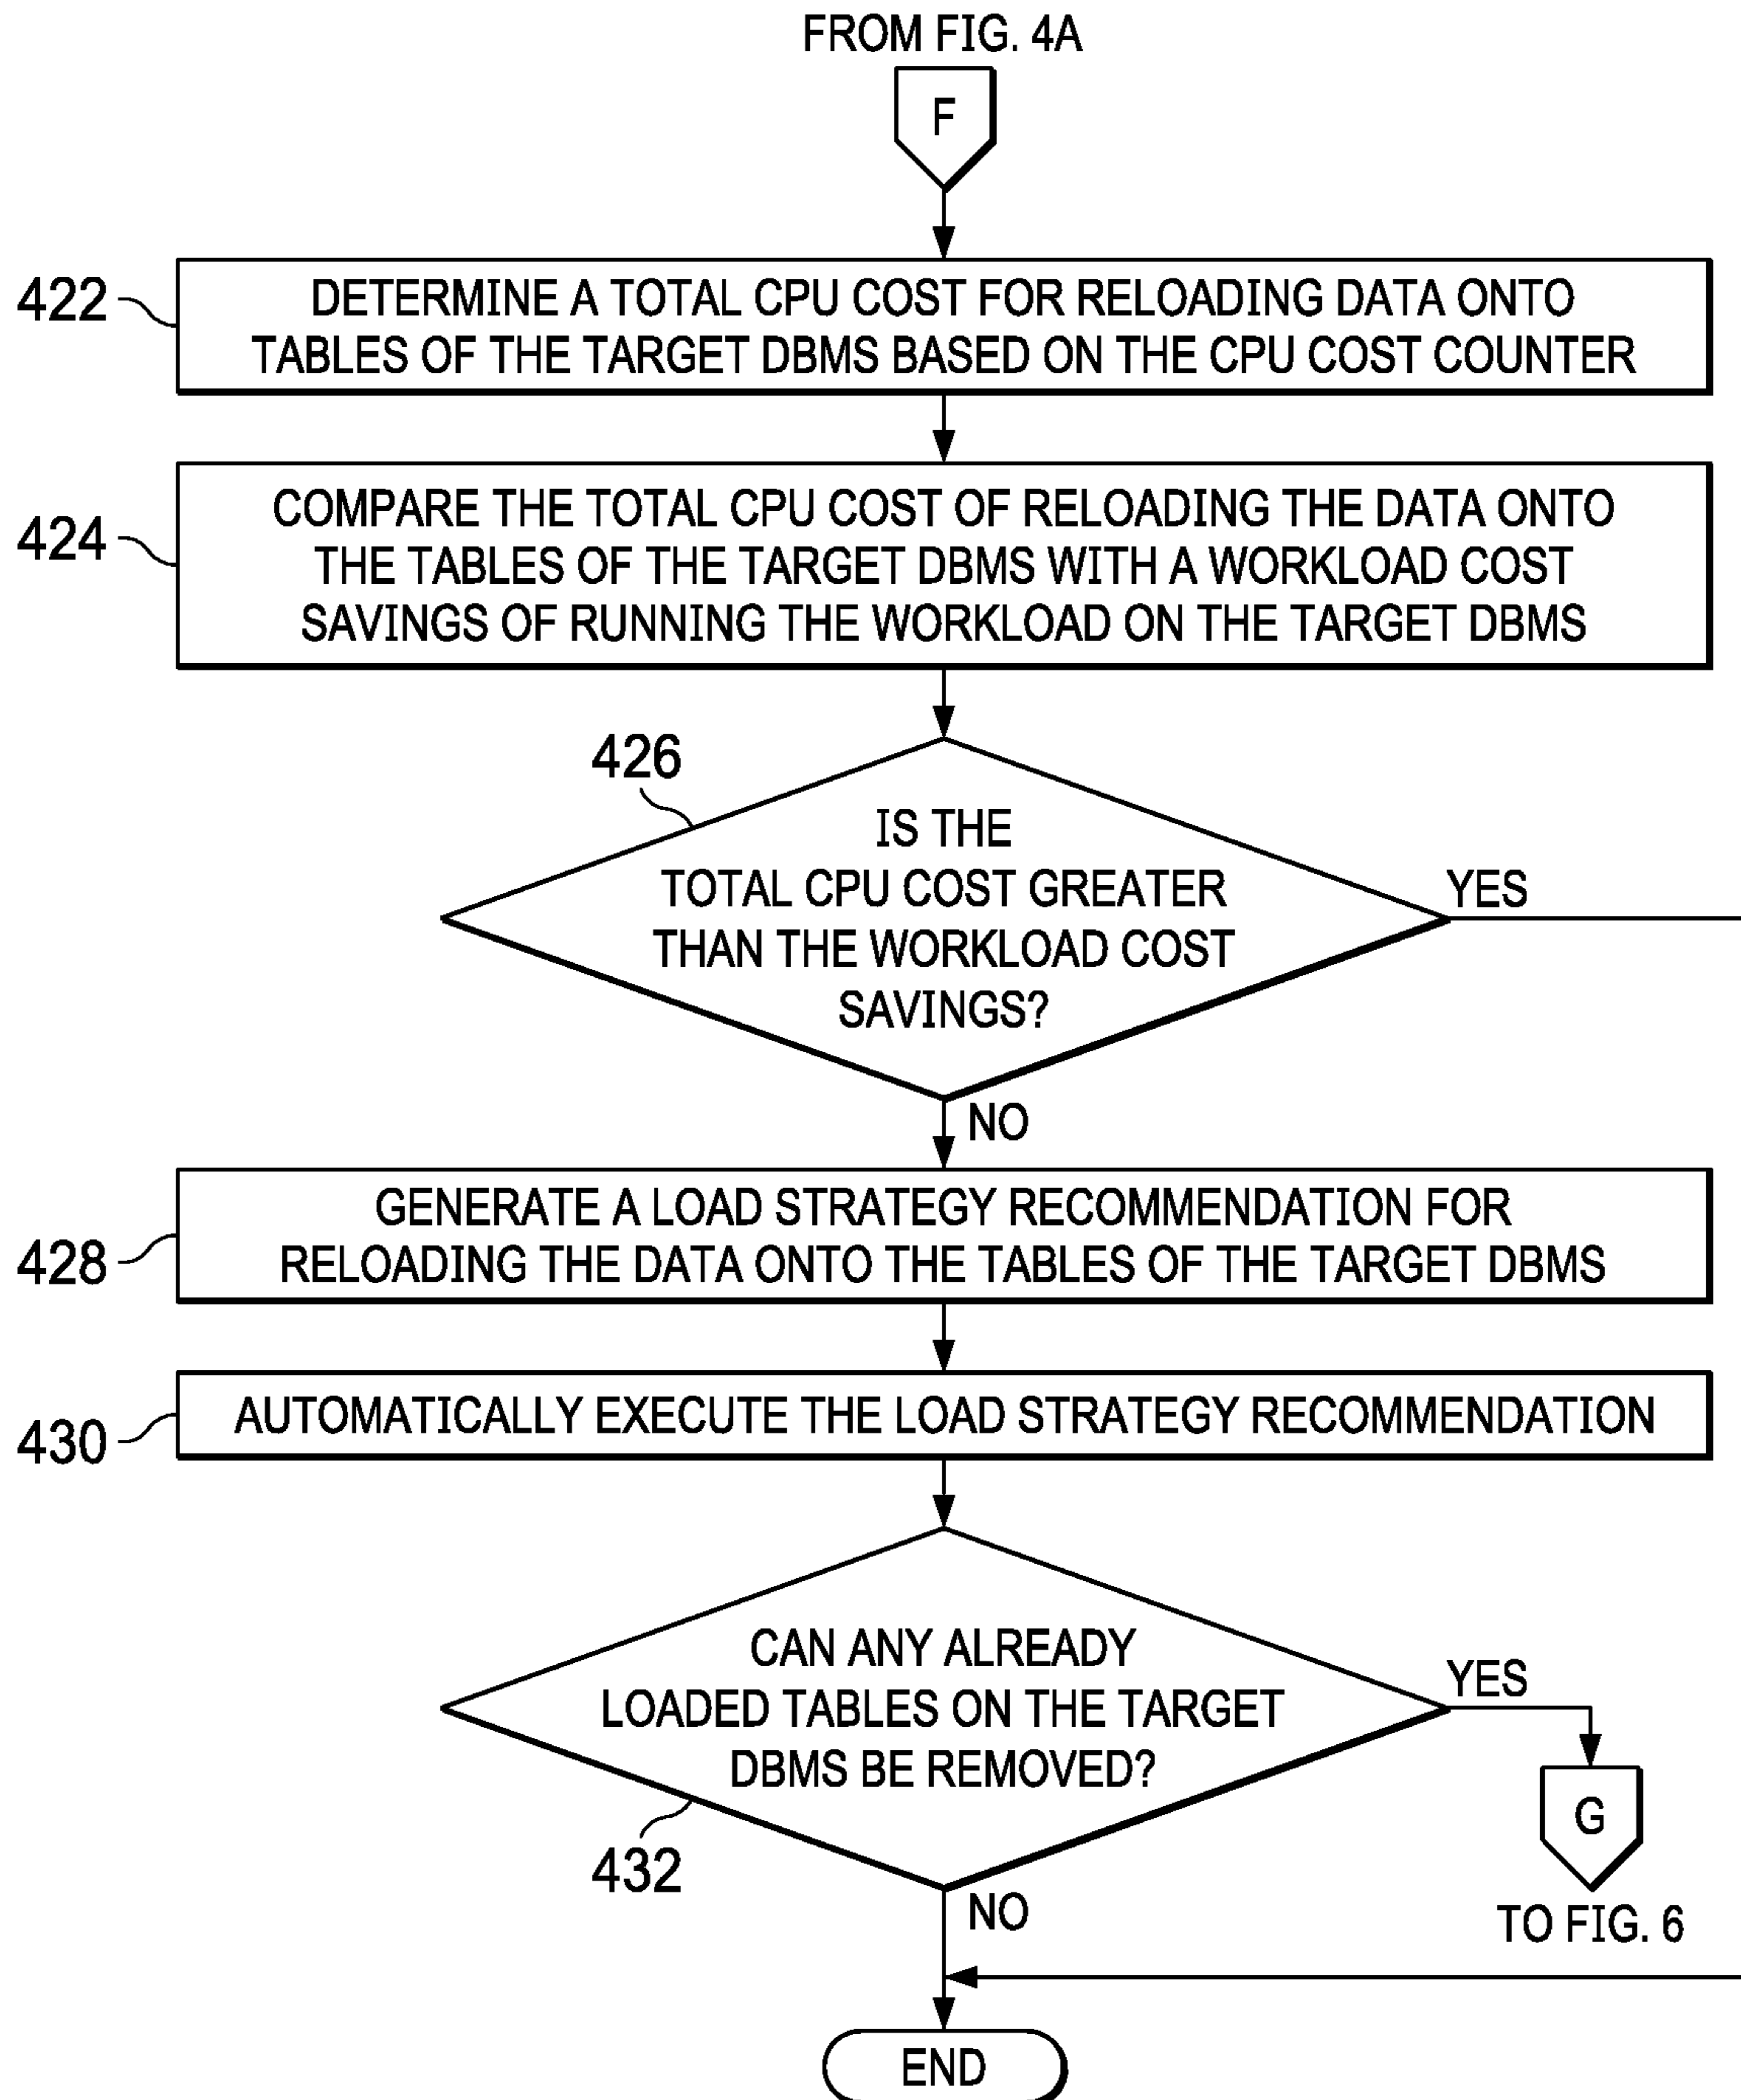 FROM FIG. 4A
F
422
DETERMINE A TOTAL CPU COST FOR RELOADING DATA ONTO
TABLES OF THE TARGET DBMS BASED ON THE CPU COST COUNTER
424
COMPARE THE TOTAL CPU COST OF RELOADING THE DATA ONTO
THE TABLES OF THE TARGET DBMS WITH A WORKLOAD COST
SAVINGS OF RUNNING THE WORKLOAD ON THE TARGET DBMS
426
IS THE
TOTAL CPU COST GREATER
THAN THE WORKLOAD COST
SAVINGS?
YES
NO
428
GENERATE A LOAD STRATEGY RECOMMENDATION FOR
RELOADING THE DATA ONTO THE TABLES OF THE TARGET DBMS
430
AUTOMATICALLY EXECUTE THE LOAD STRATEGY RECOMMENDATION
CAN ANY ALREADY
LOADED TABLES ON THE TARGET
DBMS BE REMOVED?
YES
432
G
NO
TO FIG. 6
END